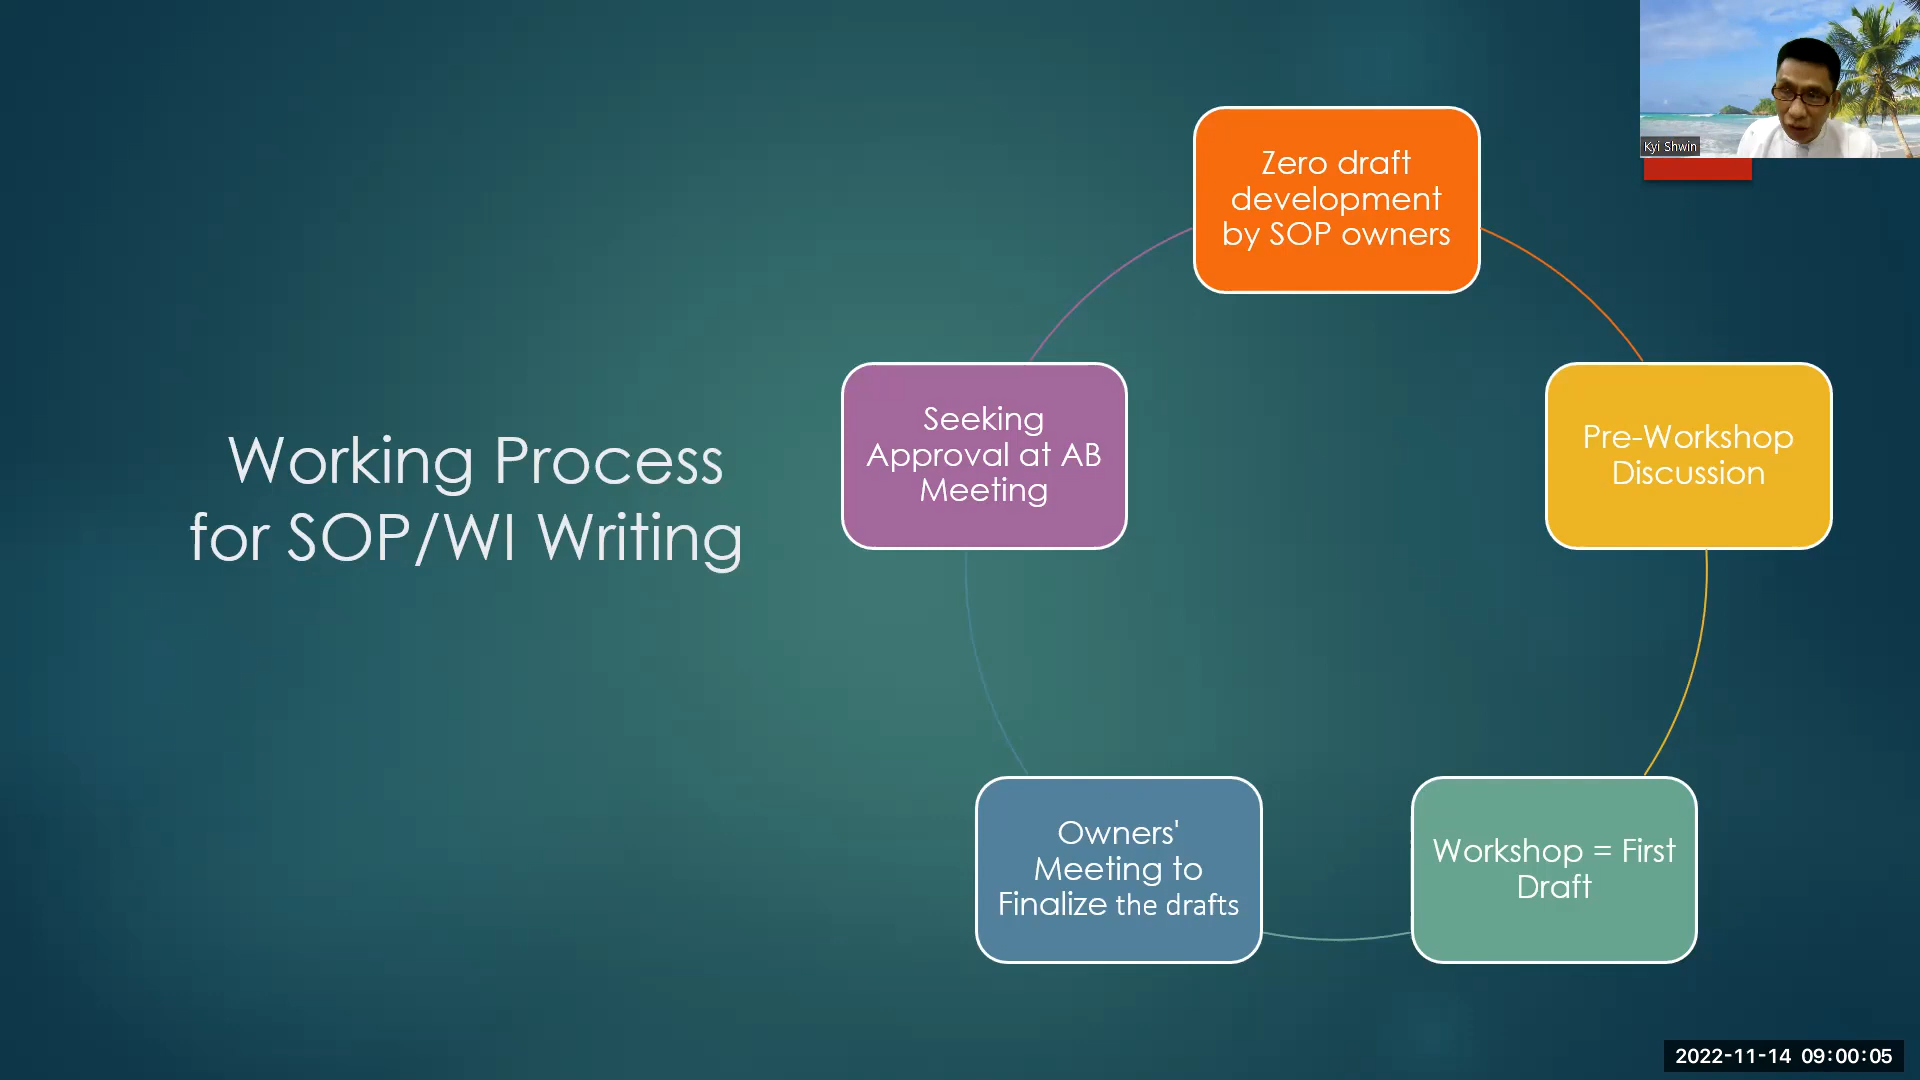 Kyi Shwin
Zero draft
development
by SOP owners
Seeking
Approval at AB
Meeting
Pre-Workshop
Discussion
Working Process
for SOP/WI Writing
Owners'
Meeting to
Finalize the drafts
Workshop = First
Draft
2022-11-14 09:00:05